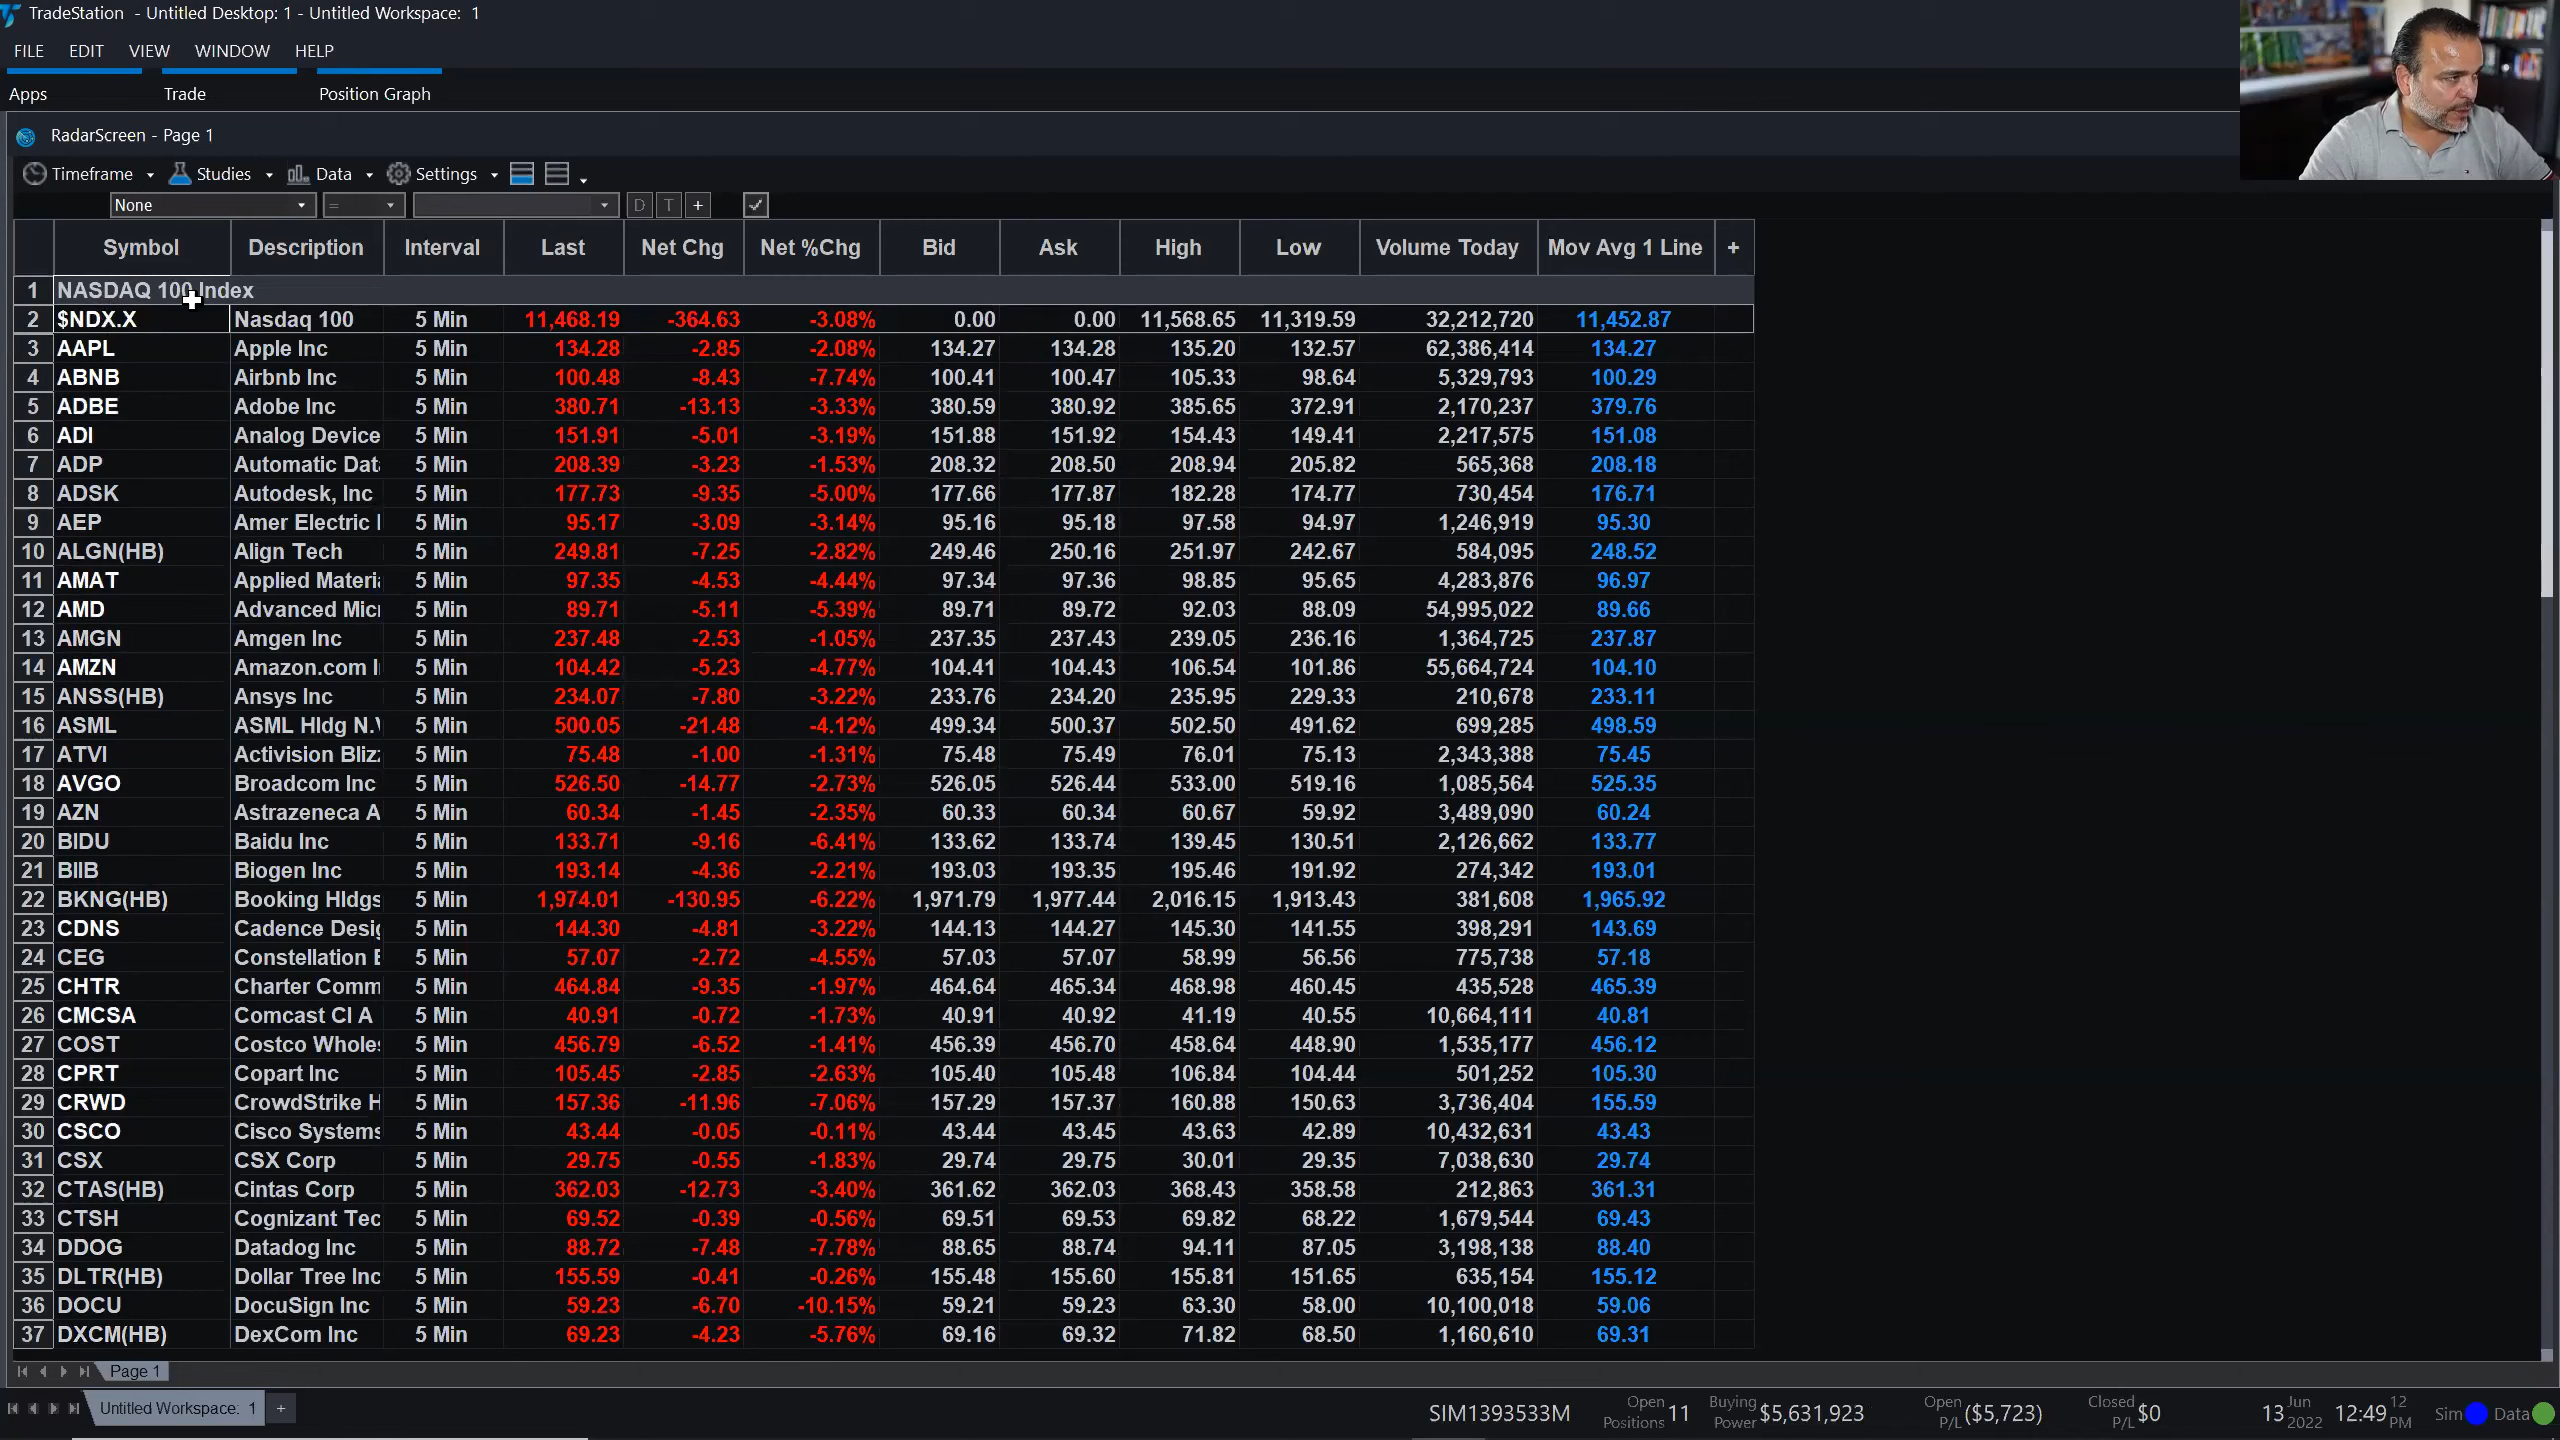 TradeStation - Untitled Desktop: 1 - Untitled Workspace: 1
FILE EDIT VIEW WINDOW HELP
Apps Trade Position Graph
RadarScreen - Page 1
Timeframe Studies Data Settings
None = D T +
Symbol Description Interval Last Net Chg Net %Chg Bid Ask High Low Volume Today Mov Avg 1 Line +
1 NASDAQ 100 Index
2 $NDX.X Nasdaq 100 5 Min 11,468.19 -364.63 -3.08% 0.00 0.00 11,568.65 11,319.59 32,212,720 11,452.87
3 AAPL Apple Inc 5 Min 134.28 -2.85 -2.08% 134.27 134.28 135.20 132.57 62,386,414 134.27
4 ABNB Airbnb Inc 5 Min 100.48 -8.43 -7.74% 100.41 100.47 105.33 98.64 5,329,793 100.29
5 ADBE Adobe Inc 5 Min 380.71 -13.13 -3.33% 380.59 380.92 385.65 372.91 2,170,237 379.76
6 ADI Analog Device 5 Min 151.91 -5.01 -3.19% 151.88 151.92 154.43 149.41 2,217,575 151.08
7 ADP Automatic Dat 5 Min 208.39 -3.23 -1.53% 208.32 208.50 208.94 205.82 565,368 208.18
8 ADSK Autodesk, Inc 5 Min 177.73 -9.35 -5.00% 177.66 177.87 182.28 174.77 730,454 176.71
9 AEP Amer Electric 5 Min 95.17 -3.09 -3.14% 95.16 95.18 97.58 94.97 1,246,919 95.30
10 ALGN(HB) Align Tech 5 Min 249.81 -7.25 -2.82% 249.46 250.16 251.97 242.67 584,095 248.52
11 AMAT Applied Materi 5 Min 97.35 -4.53 -4.44% 97.34 97.36 98.85 95.65 4,283,876 96.97
12 AMD Advanced Mic 5 Min 89.71 -5.11 -5.39% 89.71 89.72 92.03 88.09 54,995,022 89.66
13 AMGN Amgen Inc 5 Min 237.48 -2.53 -1.05% 237.35 237.43 239.05 236.16 1,364,725 237.87
14 AMZN Amazon.com I 5 Min 104.42 -5.23 -4.77% 104.41 104.43 106.54 101.86 55,664,724 104.10
15 ANSS(HB) Ansys Inc 5 Min 234.07 -7.80 -3.22% 233.76 234.20 235.95 229.33 210,678 233.11
16 ASML ASML Hldg N.V 5 Min 500.05 -21.48 -4.12% 499.34 500.37 502.50 491.62 699,285 498.59
17 ATVI Activision Bliz 5 Min 75.48 -1.00 -1.31% 75.48 75.49 76.01 75.13 2,343,388 75.45
18 AVGO Broadcom Inc 5 Min 526.50 -14.77 -2.73% 526.05 526.44 533.00 519.16 1,085,564 525.35
19 AZN Astrazeneca A 5 Min 60.34 -1.45 -2.35% 60.33 60.34 60.67 59.92 3,489,090 60.24
20 BIDU Baidu Inc 5 Min 133.71 -9.16 -6.41% 133.62 133.74 139.45 130.51 2,126,662 133.77
21 BIIB Biogen Inc 5 Min 193.14 -4.36 -2.21% 193.03 193.35 195.46 191.92 274,342 193.01
22 BKNG(HB) Booking Hldgs 5 Min 1,974.01 -130.95 -6.22% 1,971.79 1,977.44 2,016.15 1,913.43 381,608 1,965.92
23 CDNS Cadence Desig 5 Min 144.30 -4.81 -3.22% 144.13 144.27 145.30 141.55 398,291 143.69
24 CEG Constellation E 5 Min 57.07 -2.72 -4.55% 57.03 57.07 58.99 56.56 775,738 57.18
25 CHTR Charter Comm 5 Min 464.84 -9.35 -1.97% 464.64 465.34 468.98 460.45 435,528 465.39
26 CMCSA Comcast Cl A 5 Min 40.91 -0.72 -1.73% 40.91 40.92 41.19 40.55 10,664,111 40.81
27 COST Costco Whole 5 Min 456.79 -6.52 -1.41% 456.39 456.70 458.64 448.90 1,535,177 456.12
28 CPRT Copart Inc 5 Min 105.45 -2.85 -2.63% 105.40 105.48 106.84 104.44 501,252 105.30
29 CRWD CrowdStrike H 5 Min 157.36 -11.96 -7.06% 157.29 157.37 160.88 150.63 3,736,404 155.59
30 CSCO Cisco Systems 5 Min 43.44 -0.05 -0.11% 43.44 43.45 43.63 42.89 10,432,631 43.43
31 CSX CSX Corp 5 Min 29.75 -0.55 -1.83% 29.74 29.75 30.01 29.35 7,038,630 29.74
32 CTAS(HB) Cintas Corp 5 Min 362.03 -12.73 -3.40% 361.62 362.03 368.43 358.58 212,863 361.31
33 CTSH Cognizant Tec 5 Min 69.52 -0.39 -0.56% 69.51 69.53 69.82 68.22 1,679,544 69.43
34 DDOG Datadog Inc 5 Min 88.72 -7.48 -7.78% 88.65 88.74 94.11 87.05 3,198,138 88.40
35 DLTR(HB) Dollar Tree Inc 5 Min 155.59 -0.41 -0.26% 155.48 155.60 155.81 151.65 635,154 155.12
36 DOCU DocuSign Inc 5 Min 59.23 -6.70 -10.15% 59.21 59.23 63.30 58.00 10,100,018 59.06
37 DXCM(HB) DexCom Inc 5 Min 69.23 -4.23 -5.76% 69.16 69.32 71.82 68.50 1,160,610 69.31
Page 1
Untitled Workspace: 1 + SIM1393533M Open Positions 11 Buying Power $5,631,923 Open P/L ($5,723) Closed P/L $0 13 Jun 2022 12:49 12 PM Sim Data